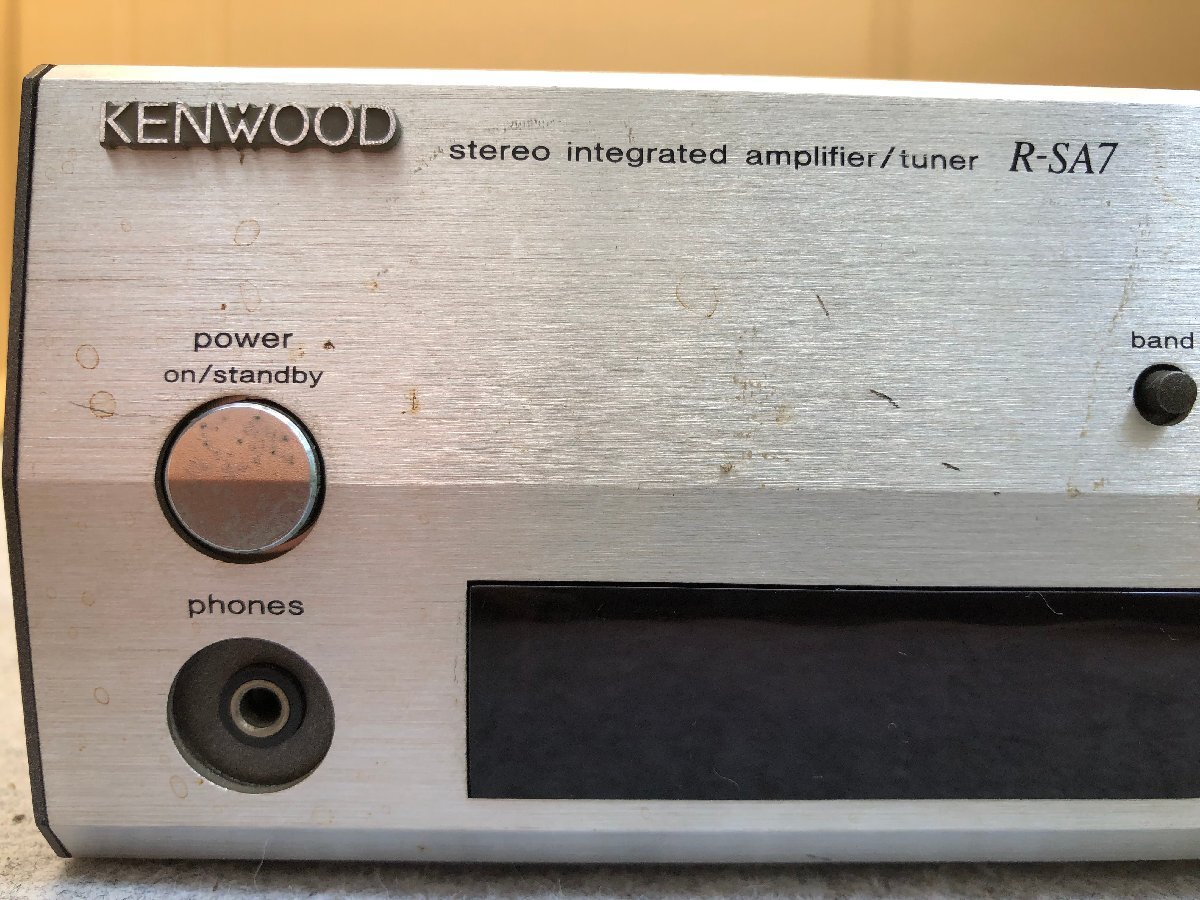 KENWOOD
stereo integrated amplifier/tuner R-SA7
power
on/standby
band
phones